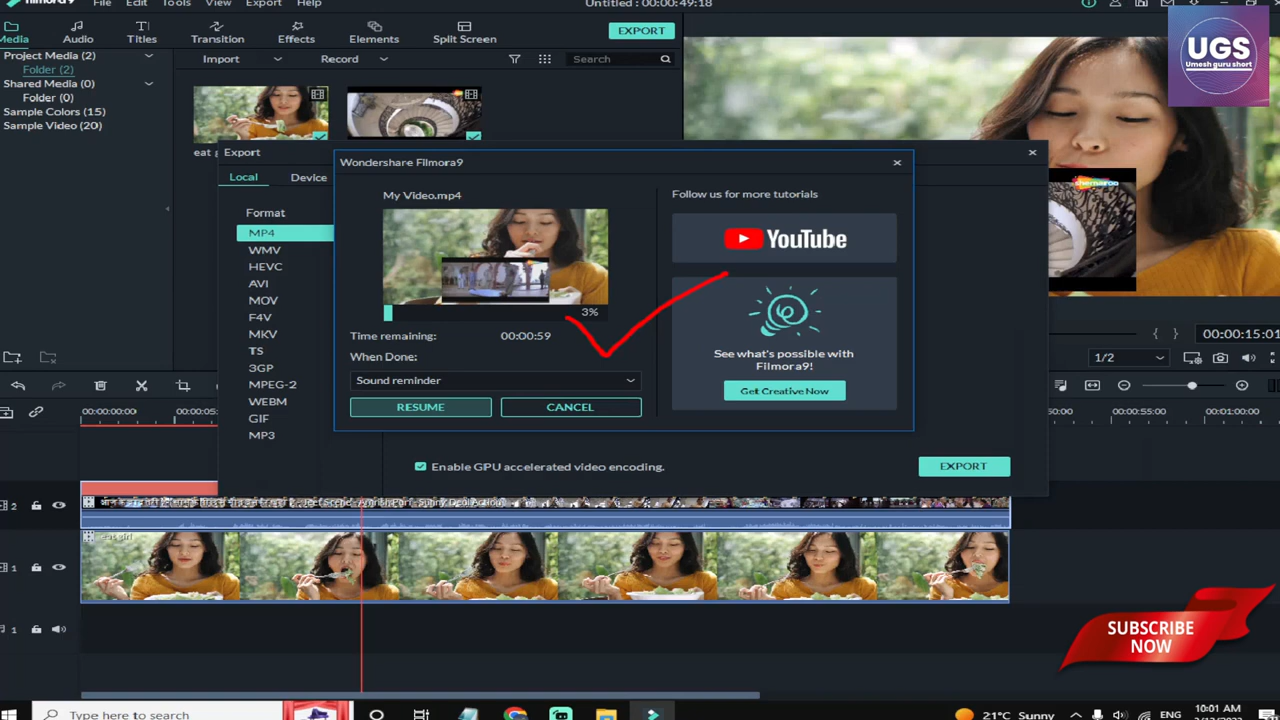 filmora9 File Edit Tools View Export Help Untitled : 00:00:49:18
Media Audio Titles Transition Effects Elements Split Screen EXPORT
UGS
Umesh guru short
Project Media (2)
Folder (2)
Shared Media (0)
Folder (0)
Sample Colors (15)
Sample Video (20)
Import Record Search
eat g
Export
Local Device
Format
MP4
WMV
HEVC
AVI
MOV
F4V
MKV
TS
3GP
MPEG-2
WEBM
GIF
MP3
Wondershare Filmora9
My Video.mp4
3%
Time remaining: 00:00:59
When Done:
Sound reminder
RESUME CANCEL
Follow us for more tutorials
YouTube
See what's possible with
Filmora9!
Get Creative Now
Enable GPU accelerated video encoding.
EXPORT
shemaroo
{ } 00:00:15:01
1/2
00:00:00:00 00:00:05: 00:00:55:00 00:01:00:00
2
eat girl
1
1
SUBSCRIBE
NOW
Type here to search
21°C Sunny ENG 10:01 AM